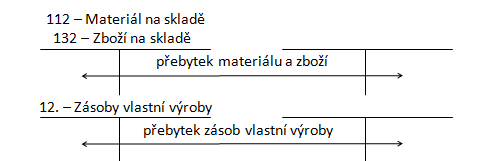 112 – Materiál na skladě
132 – Zboží na skladě
přebytek materiálu a zboží
12. – Zásoby vlastní výroby
přebytek zásob vlastní výroby